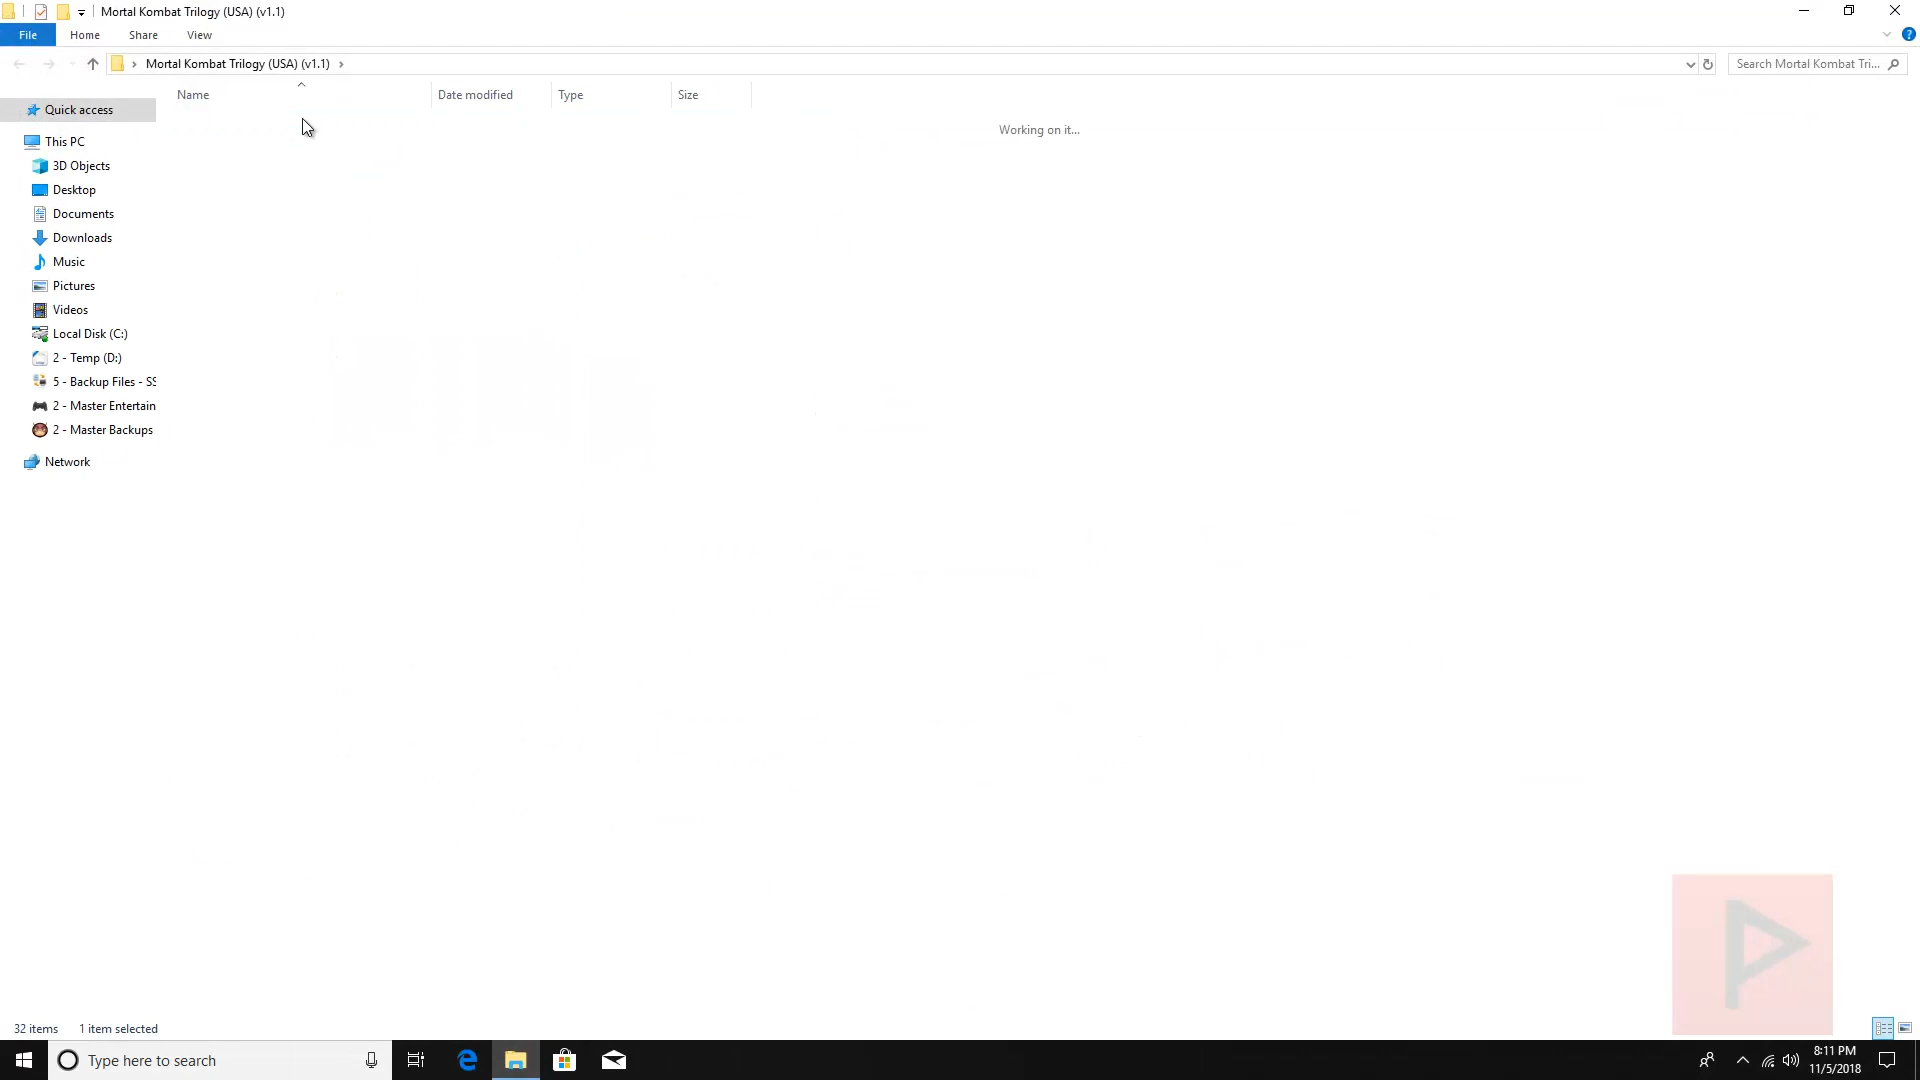 Mortal Kombat Trilogy (USA) (v1.1)
File Home Share View
Mortal Kombat Trilogy (USA) (v1.1)
Search Mortal Kombat Tri...
Name Date modified Type Size
Quick access
Working on it...
This PC
3D Objects
Desktop
Documents
Downloads
Music
Pictures
Videos
Local Disk (C:)
2 - Temp (D:)
5 - Backup Files - SS
2 - Master Entertain
2 - Master Backups
Network
P
32 items 1 item selected
Type here to search
8:11 PM
11/5/2018